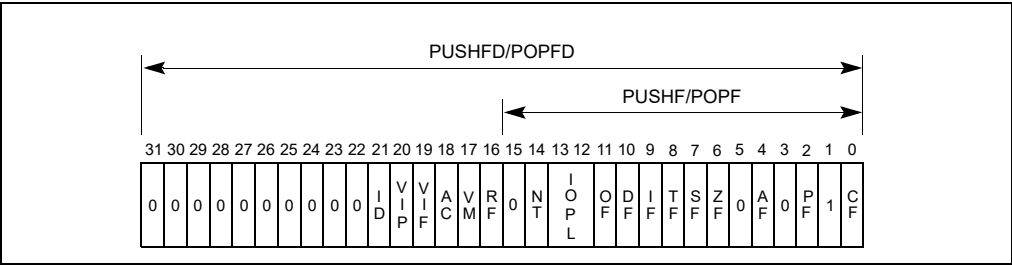 PUSHFD/POPFD
PUSHF/POPF
31 30 29 28 27 26 25 24 23 22 21 20 19 18 17 16 15 14 13 12 11 10 9 8 7 6 5 4 3 2 1 0
0 0 0 0 0 0 0 0 0 0 ID VIP VIF AC VM RF 0 NT IOPL OF DF IF TF SF ZF 0 AF 0 PF 1 CF